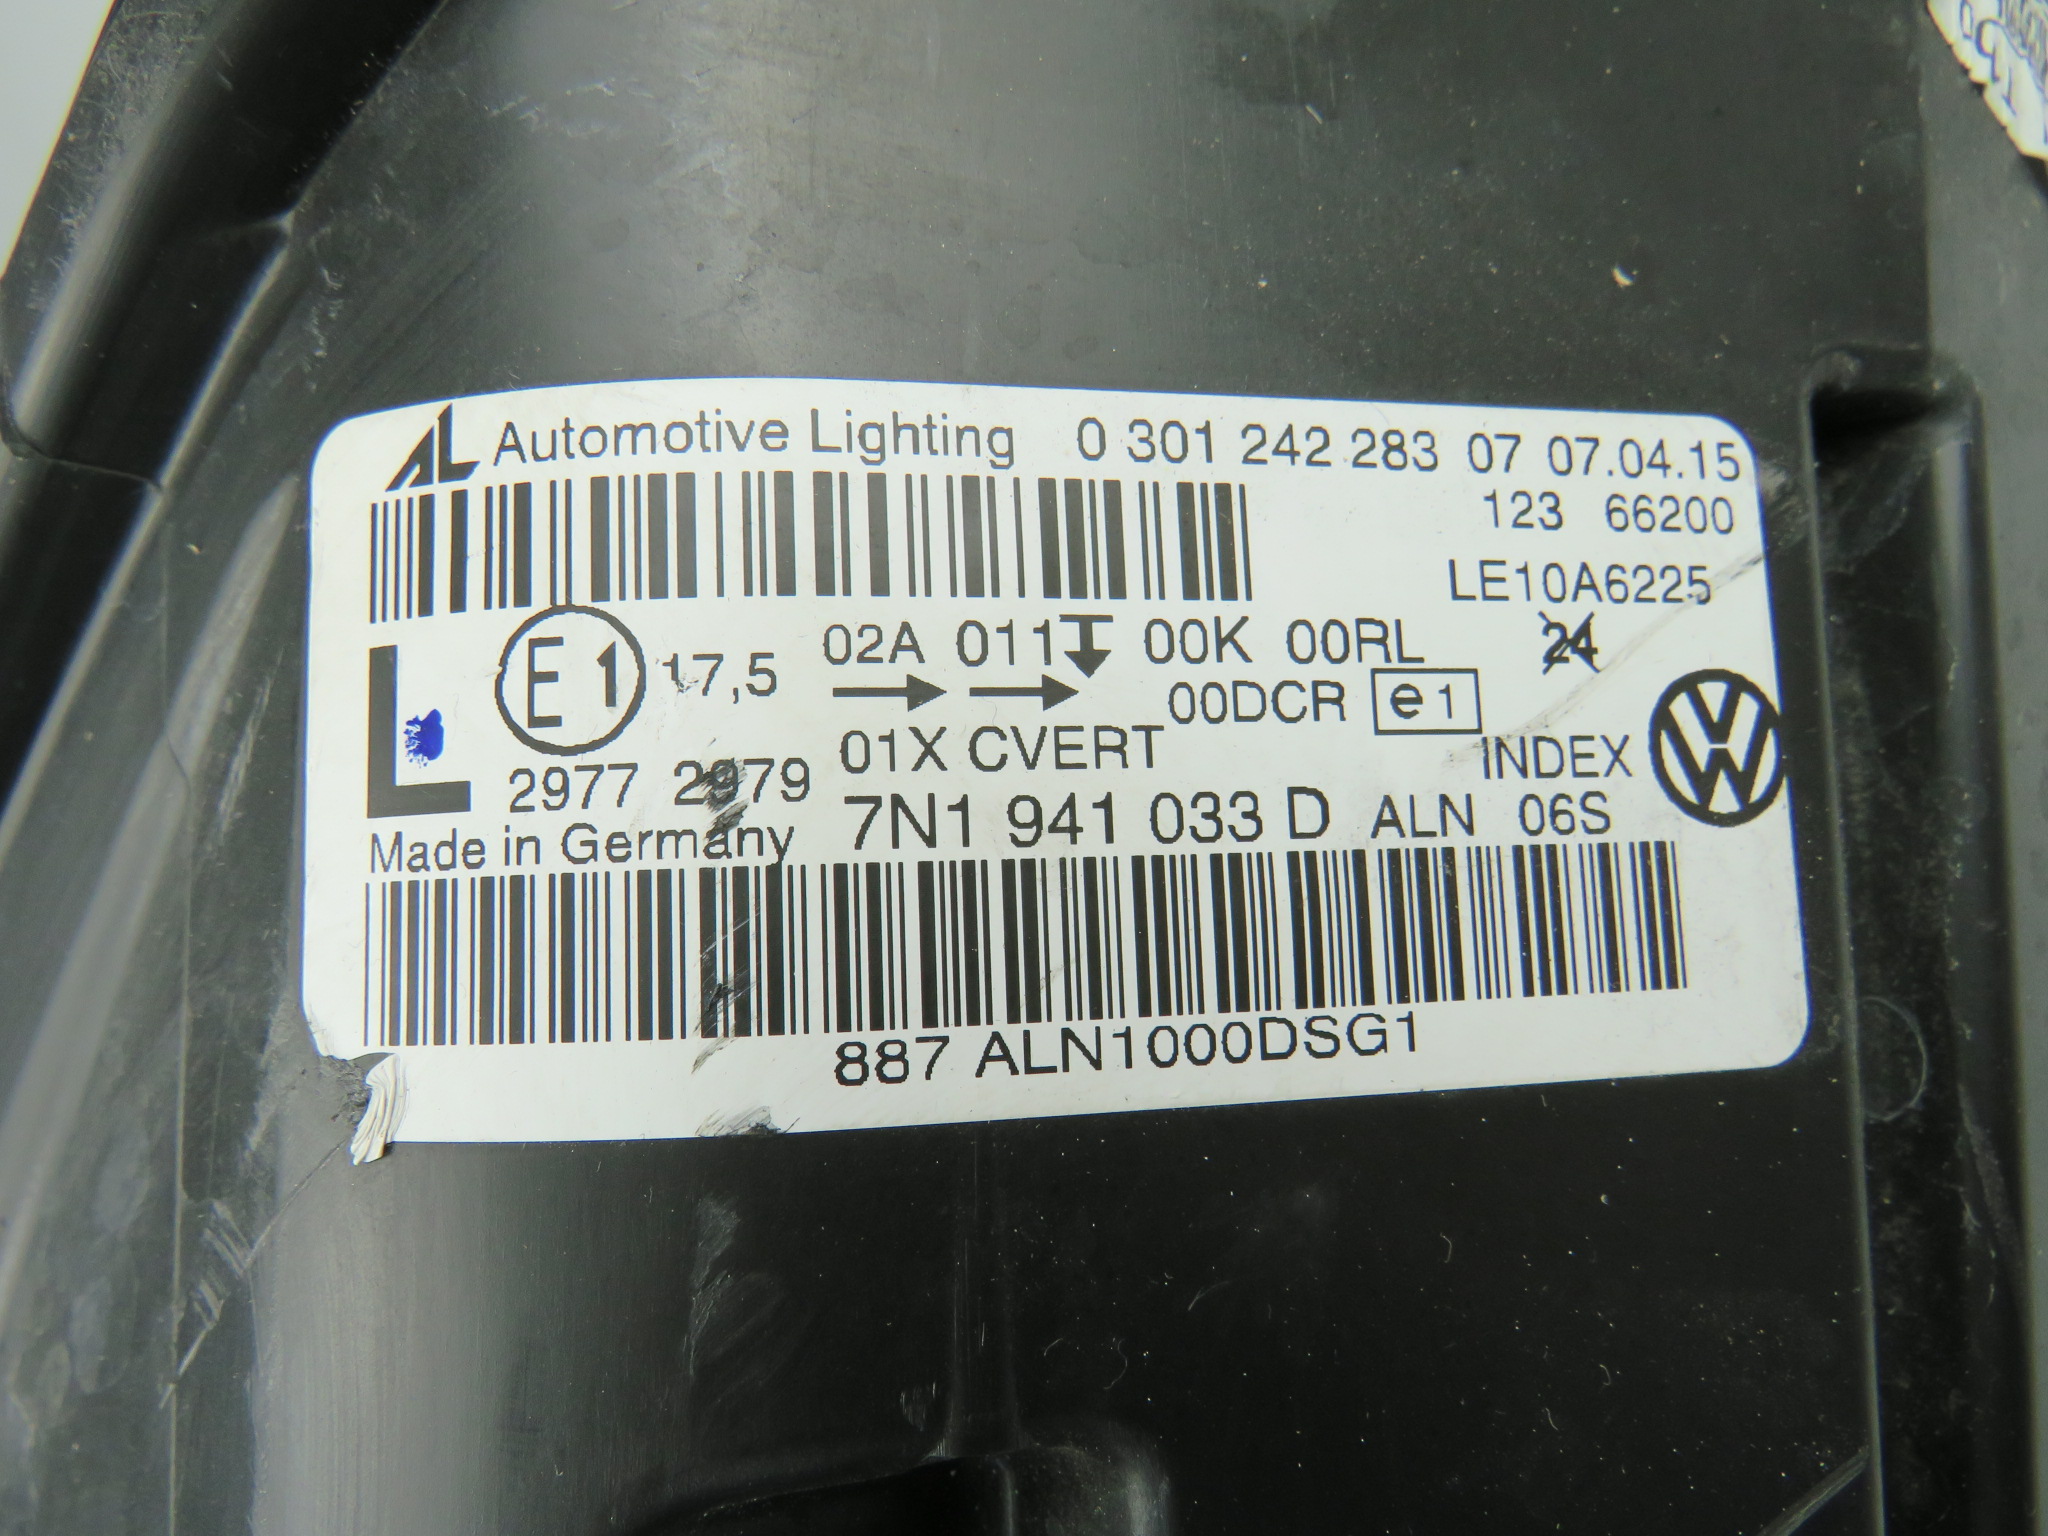 AL Automotive Lighting 0 301 242 283 07 07.04.15
123 66200
LE10A6225
L E1 17,5 02A 011 00K 00RL 24
00DCR e1
2977 2979 01X CVERT INDEX
Made in Germany 7N1 941 033 D ALN 06S
887 ALN1000DSG1